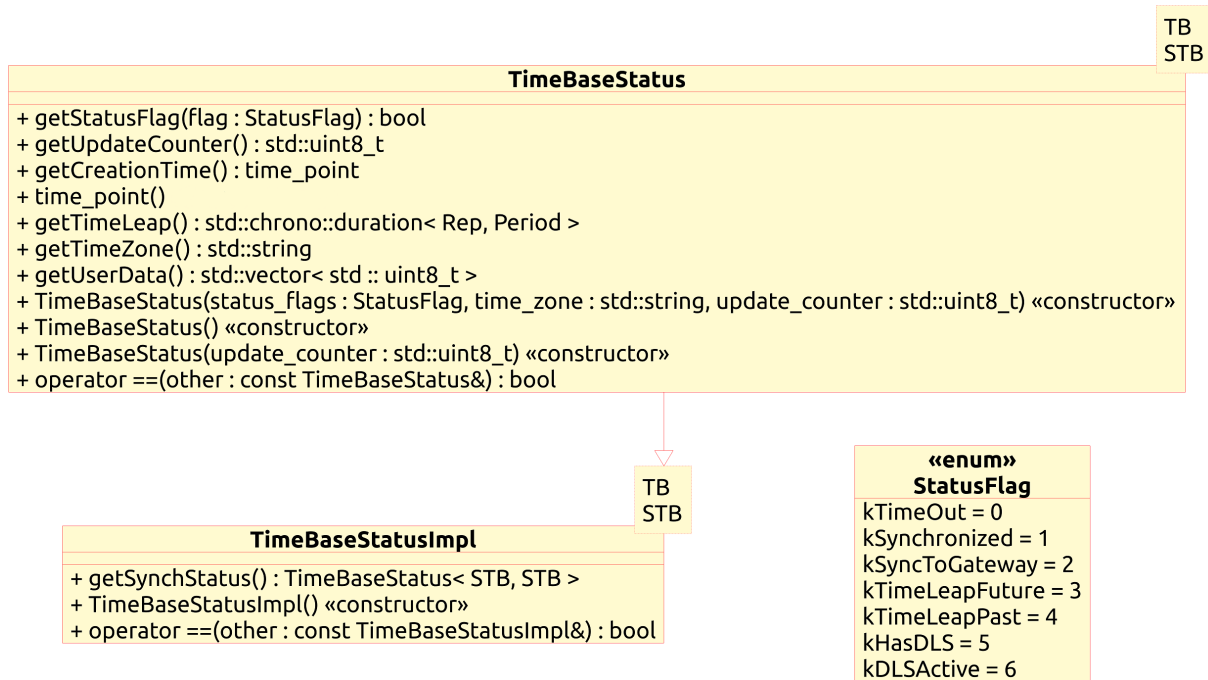 TB
STB
TimeBaseStatus
+ getStatusFlag(flag : StatusFlag) : bool
+ getUpdateCounter() : std::uint8_t
+ getCreationTime() : time_point
+ time_point()
+ getTimeLeap() : std::chrono::duration< Rep, Period >
+ getTimeZone() : std::string
+ getUserData() : std::vector< std :: uint8_t >
+ TimeBaseStatus(status_flags : StatusFlag, time_zone : std::string, update_counter : std::uint8_t) «constructor»
+ TimeBaseStatus() «constructor»
+ TimeBaseStatus(update_counter : std::uint8_t) «constructor»
+ operator ==(other : const TimeBaseStatus&) : bool
TB
STB
TimeBaseStatusImpl
+ getSynchStatus() : TimeBaseStatus< STB, STB >
+ TimeBaseStatusImpl() «constructor»
+ operator ==(other : const TimeBaseStatusImpl&) : bool
«enum»
StatusFlag
kTimeOut = 0
kSynchronized = 1
kSyncToGateway = 2
kTimeLeapFuture = 3
kTimeLeapPast = 4
kHasDLS = 5
kDLSActive = 6